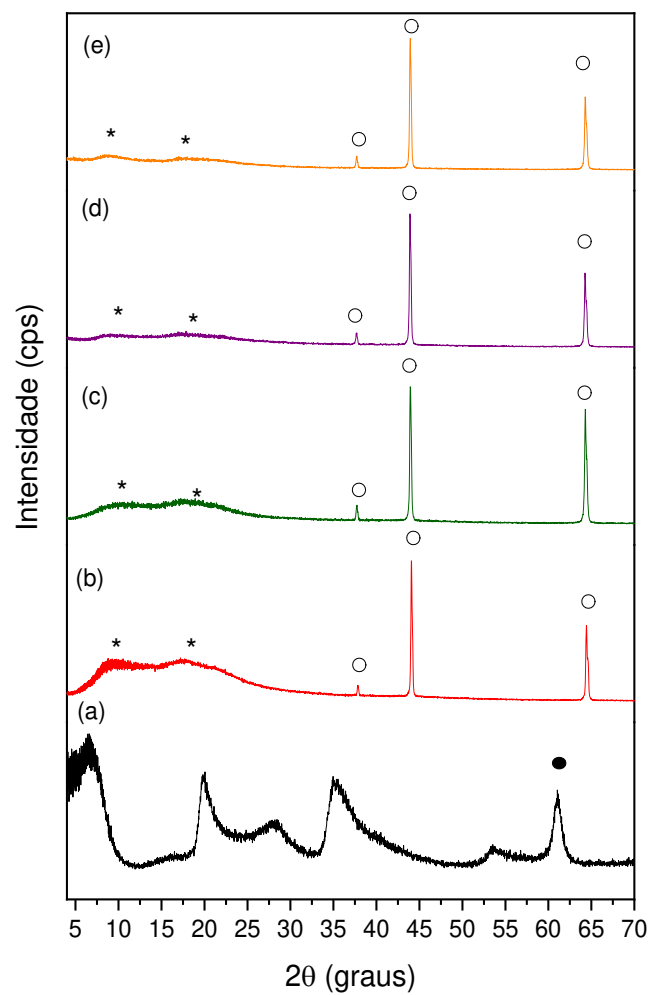 (e)
* *
(d)
* *
(c)
* *
(b)
* *
(a)
Intensidade (cps)
5 10 15 20 25 30 35 40 45 50 55 60 65 70
2θ (graus)